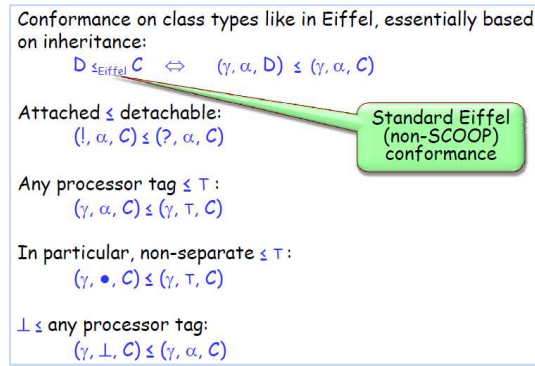 Conformance on class types like in Eiffel, essentially based
on inheritance:
D ≤Eiffel C ⇔ (γ, α, D) ≤ (γ, α, C)
Attached ≤ detachable:
(!, α, C) ≤ (?, α, C)
Standard Eiffel
(non-SCOOP)
conformance
Any processor tag ≤ ⊤ :
(γ, α, C) ≤ (γ, ⊤, C)
In particular, non-separate ≤ ⊤ :
(γ, ●, C) ≤ (γ, ⊤, C)
⊥ ≤ any processor tag:
(γ, ⊥, C) ≤ (γ, α, C)